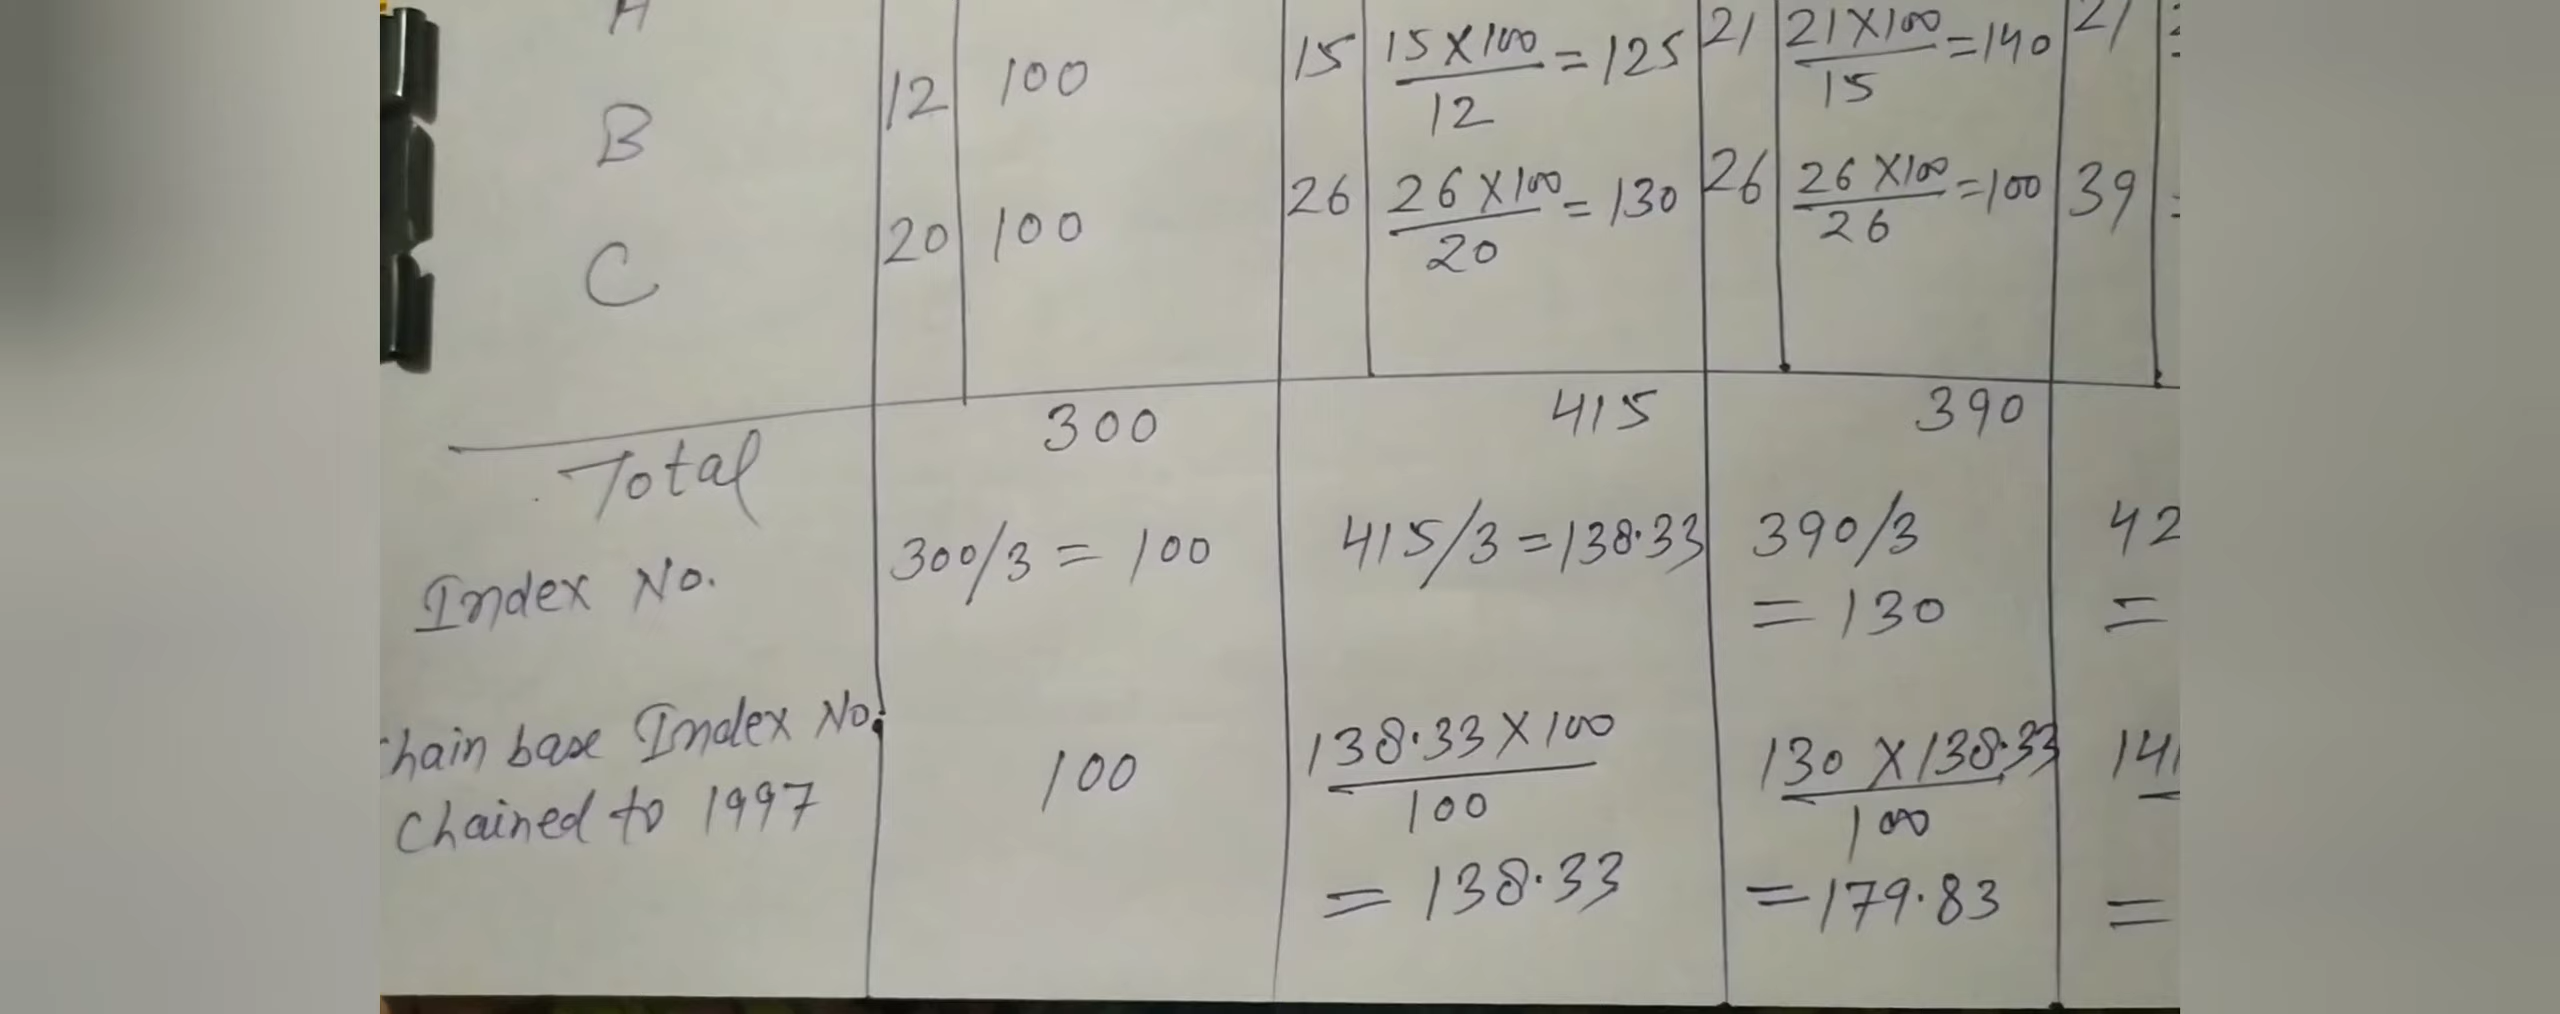 A
12 100 15 15 X 100 / 12 = 125 21 21 X 100 / 15 = 140 21
B
20 100 26 26 X 100 / 20 = 130 26 26 X 100 / 26 = 100 39
C
Total 300 415 390
Index No. 300/3 = 100 415/3 = 138.33 390/3 = 130 42 =
hain base Index No. Chained to 1997 100 138.33 X 100 / 100 = 138.33 130 X 138.33 / 100 = 179.83 141 =